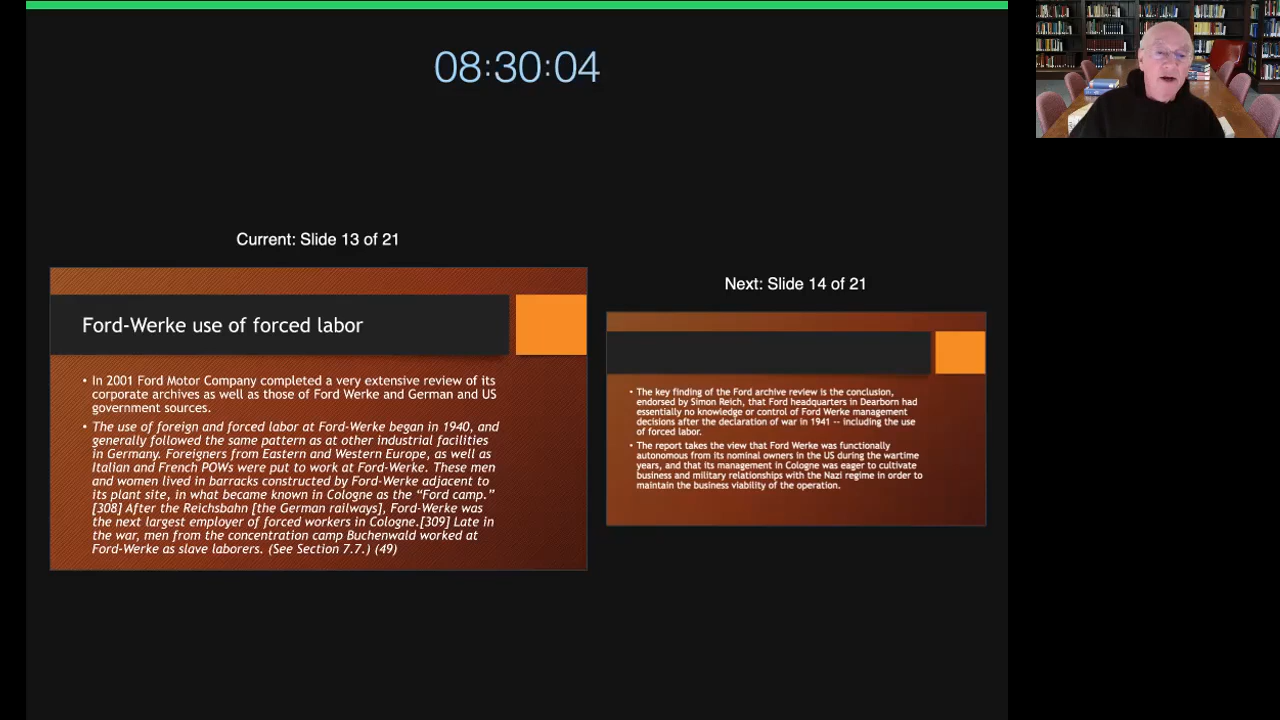 08:30:04
Current: Slide 13 of 21
Ford-Werke use of forced labor
• In 2001 Ford Motor Company completed a very extensive review of its
corporate archives as well as those of Ford Werke and German and US
government sources.
• The use of foreign and forced labor at Ford-Werke began in 1940, and
generally followed the same pattern as at other industrial facilities
in Germany. Foreigners from Eastern and Western Europe, as well as
Italian and French POWs were put to work at Ford-Werke. These men
and women lived in barracks constructed by Ford-Werke adjacent to
its plant site, in what became known in Cologne as the “Ford camp.”
[308] After the Reichsbahn [the German railways], Ford-Werke was
the next largest employer of forced workers in Cologne.[309] Late in
the war, men from the concentration camp Buchenwald worked at
Ford-Werke as slave laborers. (See Section 7.7.) (49)
Next: Slide 14 of 21
• The key finding of the Ford archive review is the conclusion,
endorsed by Simon Reich, that Ford headquarters in Dearborn had
essentially no knowledge or control of Ford Werke management
decisions after the declaration of war in 1941 -- including the use
of forced labor.
• The report takes the view that Ford Werke was functionally
autonomous from its nominal owners in the US during the wartime
years, and that its management in Cologne was eager to cultivate
business and military relationships with the Nazi regime in order to
maintain the business viability of the operation.